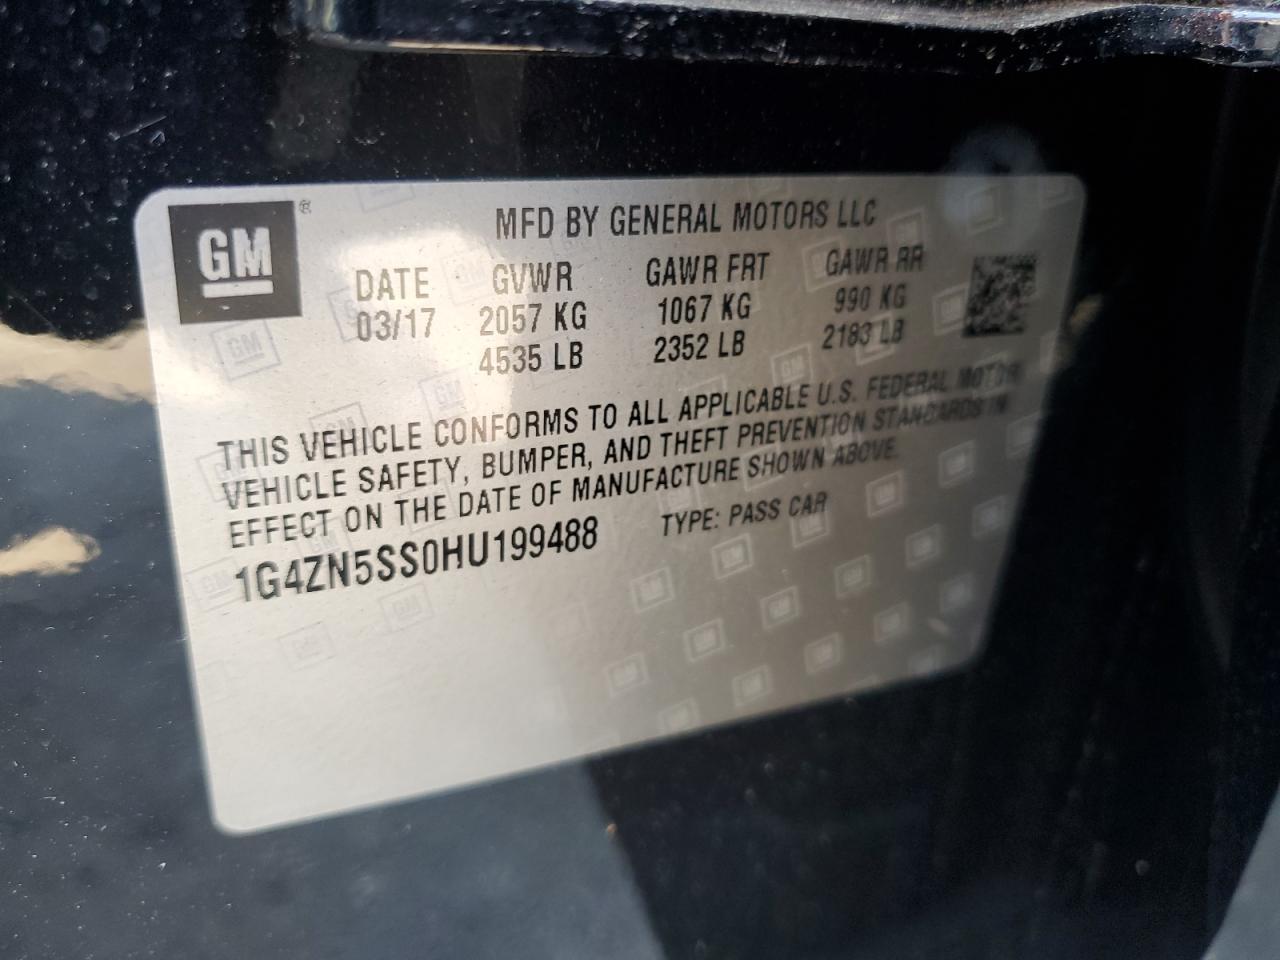 GM ®
MFD BY GENERAL MOTORS LLC
DATE GVWR GAWR FRT GAWR RR
03/17 2057 KG 1067 KG 990 KG
4535 LB 2352 LB 2183 LB
THIS VEHICLE CONFORMS TO ALL APPLICABLE U.S. FEDERAL MOTOR
VEHICLE SAFETY, BUMPER, AND THEFT PREVENTION STANDARDS IN
EFFECT ON THE DATE OF MANUFACTURE SHOWN ABOVE.
1G4ZN5SS0HU199488 TYPE: PASS CAR